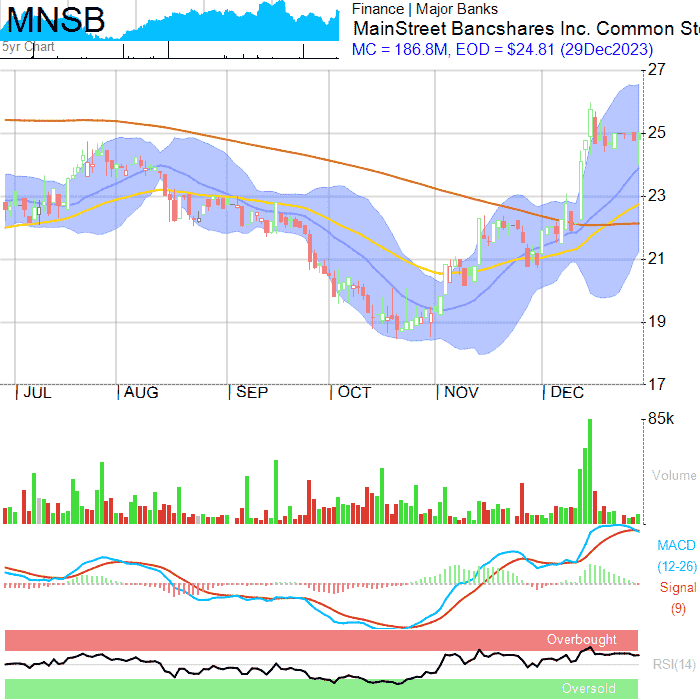 MNSB
5yr Chart
Finance | Major Banks
MainStreet Bancshares Inc. Common Sto
MC = 186.8M, EOD = $24.81 (29Dec2023)
27
25
23
21
19
17
JUL AUG SEP OCT NOV DEC
85k
Volume
MACD
(12-26)
Signal
(9)
Overbought
RSI(14)
Oversold